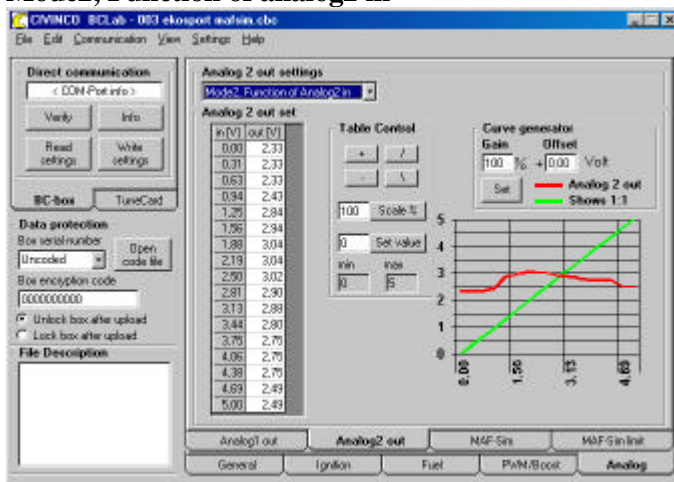 Mode2, Function of analog2 in
CIVINCO BCLab - 003 ekosport mafsim.cbc
File Edit Communication View Settings Help
Direct communication
< COM-Port info >
Verify Info
Read settings Write settings
BC-box TuneCard
Data protection
Box serial number
Uncoded
Open code file
Box encryption code
0000000000
Unlock box after upload
Lock box after upload
File Description
Analog 2 out settings
Mode2, Function of Analog2 in
Analog 2 out set
in [V] out [V]
0,00 2,33
0,31 2,33
0,63 2,33
0,94 2,43
1,25 2,84
1,56 2,94
1,88 3,04
2,19 3,04
2,50 3,02
2,81 2,90
3,13 2,88
3,44 2,80
3,75 2,75
4,06 2,75
4,38 2,75
4,69 2,49
5,00 2,49
Table Control
+ /
- \
100 Scale %
0 Set value
min max
0 5
Curve generator
Gain Offset
100 % + 0.00 Volt
Set
Analog 2 out
Shows 1:1
5
4
3
2
1
0
0.00 1.56 3.13 4.69
Analog1 out Analog2 out MAF-Sim MAF-Sim limit
General Ignition Fuel PWM/Boost Analog